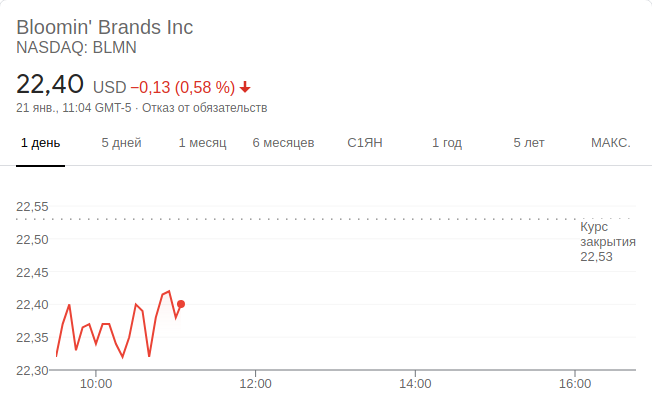 Bloomin' Brands Inc
NASDAQ: BLMN
22,40 USD −0,13 (0,58 %)
21 янв., 11:04 GMT-5 · Отказ от обязательств
1 день 5 дней 1 месяц 6 месяцев С1ЯН 1 год 5 лет МАКС.
22,55
Курс
22,50
закрытия
22,53
22,45
22,40
22,35
22,30
10:00 12:00 14:00 16:00